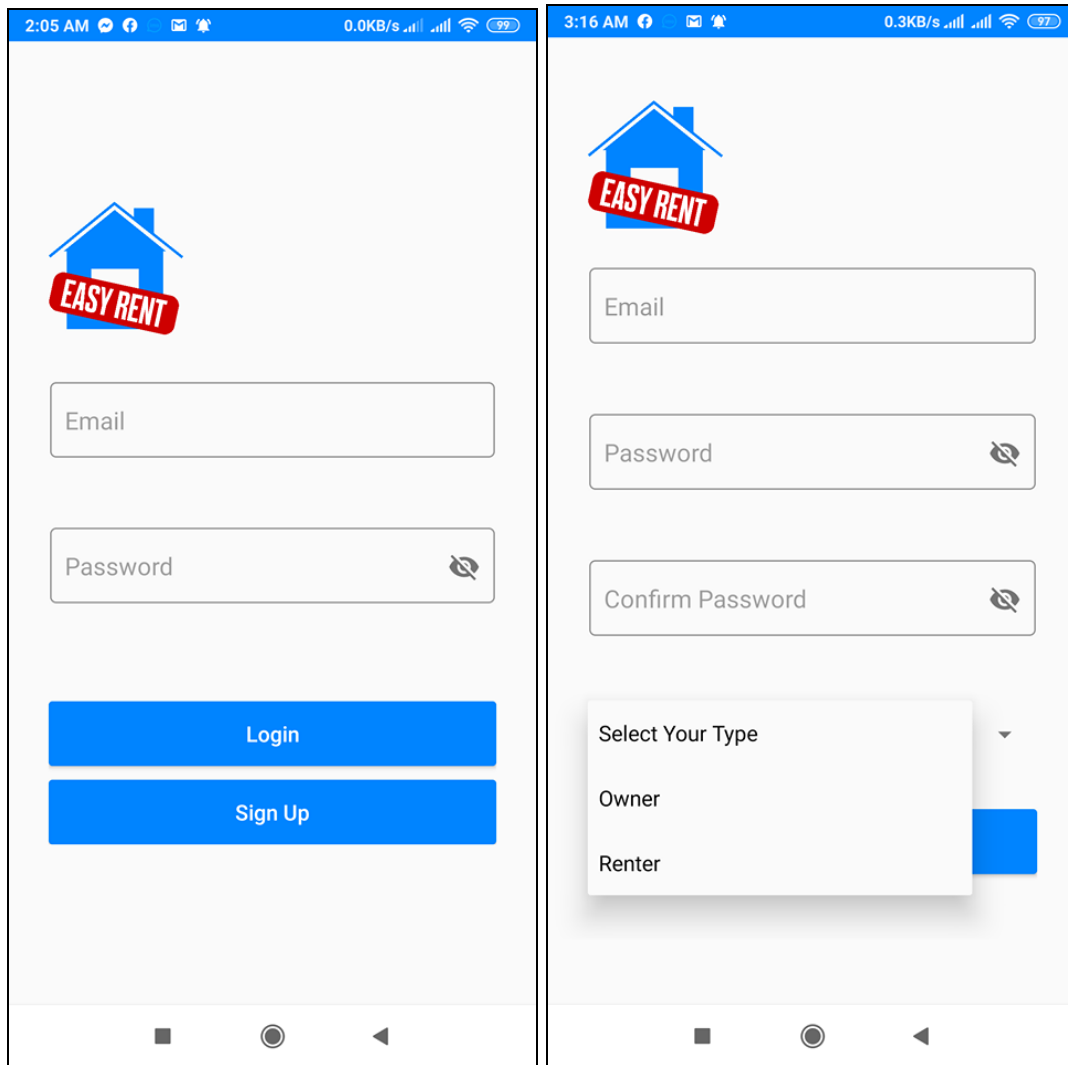 2:05 AM
0.0KB/s
99
EASY RENT
Email
Password
Login
Sign Up
3:16 AM
0.3KB/s
97
EASY RENT
Email
Password
Confirm Password
Select Your Type
Owner
Renter